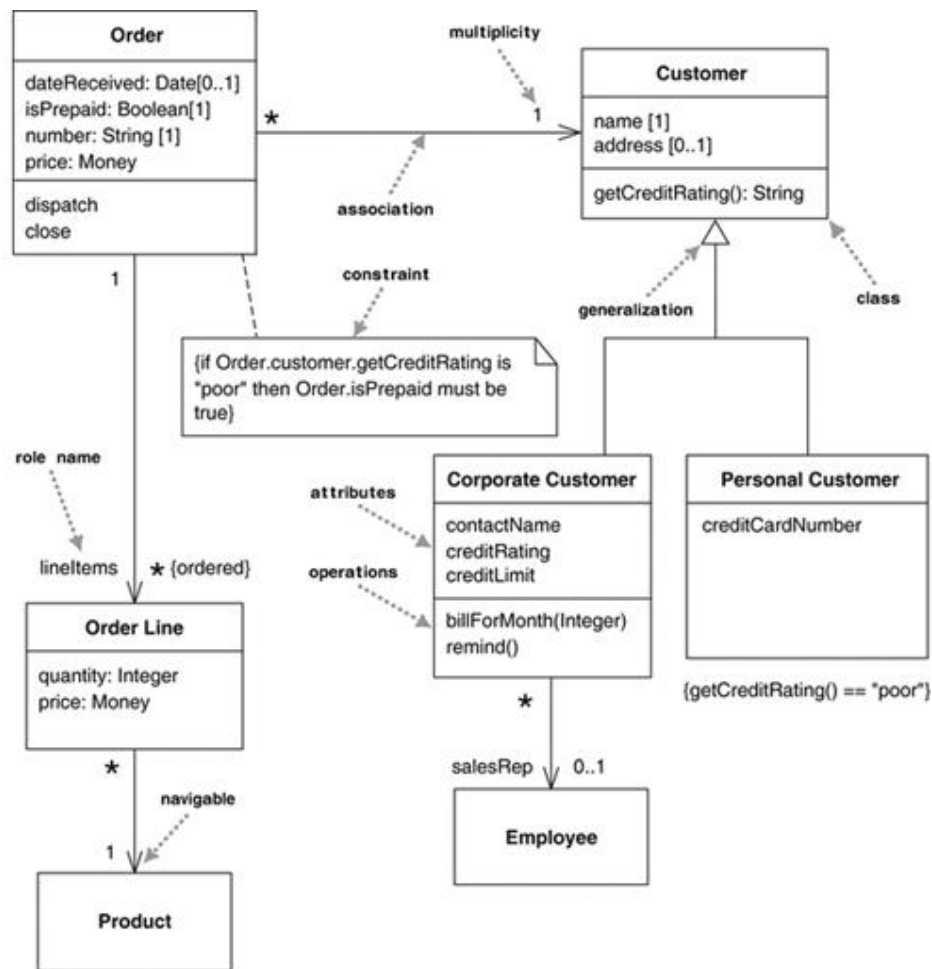 Order
dateReceived: Date[0..1]
isPrepaid: Boolean[1]
number: String [1]
price: Money
dispatch
close
multiplicity
* 1
association
Customer
name [1]
address [0..1]
getCreditRating(): String
class
generalization
1
constraint
{if Order.customer.getCreditRating is
"poor" then Order.isPrepaid must be
true}
role name
lineItems * {ordered}
Order Line
quantity: Integer
price: Money
*
navigable
1
Product
attributes
operations
Corporate Customer
contactName
creditRating
creditLimit
billForMonth(Integer)
remind()
*
salesRep 0..1
Employee
Personal Customer
creditCardNumber
{getCreditRating() == "poor"}